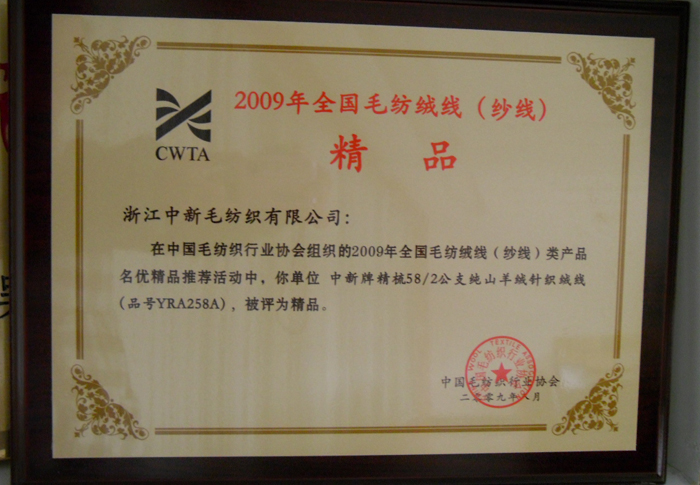 2009年全国毛纺绒线（纱线）
CWTA
精 品
浙江中新毛纺织有限公司：
在中国毛纺织行业协会组织的2009年全国毛纺绒线（纱线）类产品
名优精品推荐活动中，你单位 中新牌精梳58/2公支纯山羊绒针织绒线
(品号YRA258A)，被评为精品。
中国毛纺织行业协会
二零零九年八月